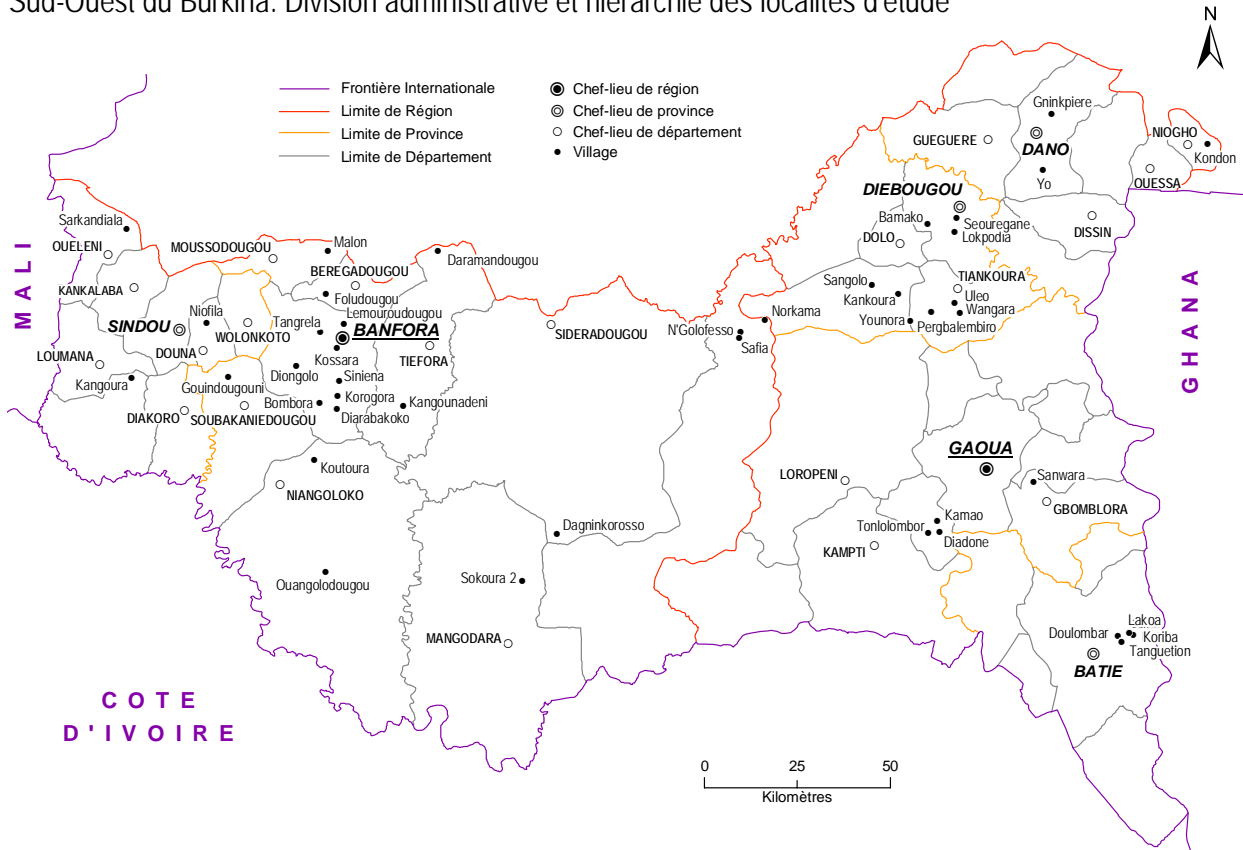 Sud-Ouest du Burkina: Division administrative et hiérarchie des localités d'étude
N
Frontière Internationale
Limite de Région
Limite de Province
Limite de Département
Chef-lieu de région
Chef-lieu de province
Chef-lieu de département
Village
MALI
GHANA
COTE
D'IVOIRE
Gninkpiere
GUEGUERE
DANO
NIOGHO
Kondon
Yo
OUESSA
DIEBOUGOU
Bamako
Seouregane
Lokpodia
DOLO
DISSIN
TIANKOURA
Sangolo
Kankoura
Uleo
Wangara
Younora
Pergbalembiro
Sarkandiala
OUELENI
MOUSSODOUGOU
Malon
Daramandougou
BEREGADOUGOU
KANKALABA
Foludougou
Niofila
Lemouroudougou
SINDOU
WOLONKOTO
Tangrela
BANFORA
SIDERADOUGOU
Norkama
N'Golofesso
Safia
DOUNA
Kossara
TIEFORA
LOUMANA
Kangoura
Gouindougouni
Diongolo
Siniena
DIAKORO
SOUBAKANIEDOUGOU
Bombora
Korogora
Kangounadeni
Diarabakoko
Koutoura
NIANGOLOKO
GAOUA
LOROPENI
Sanwara
GBOMBLORA
Kamao
Tonlolombor
Diadone
KAMPTI
Dagninkorosso
Ouangolodougou
Sokoura 2
MANGODARA
Lakoa
Doulombar
Koriba
Tanguetion
BATIE
0 25 50
Kilomètres